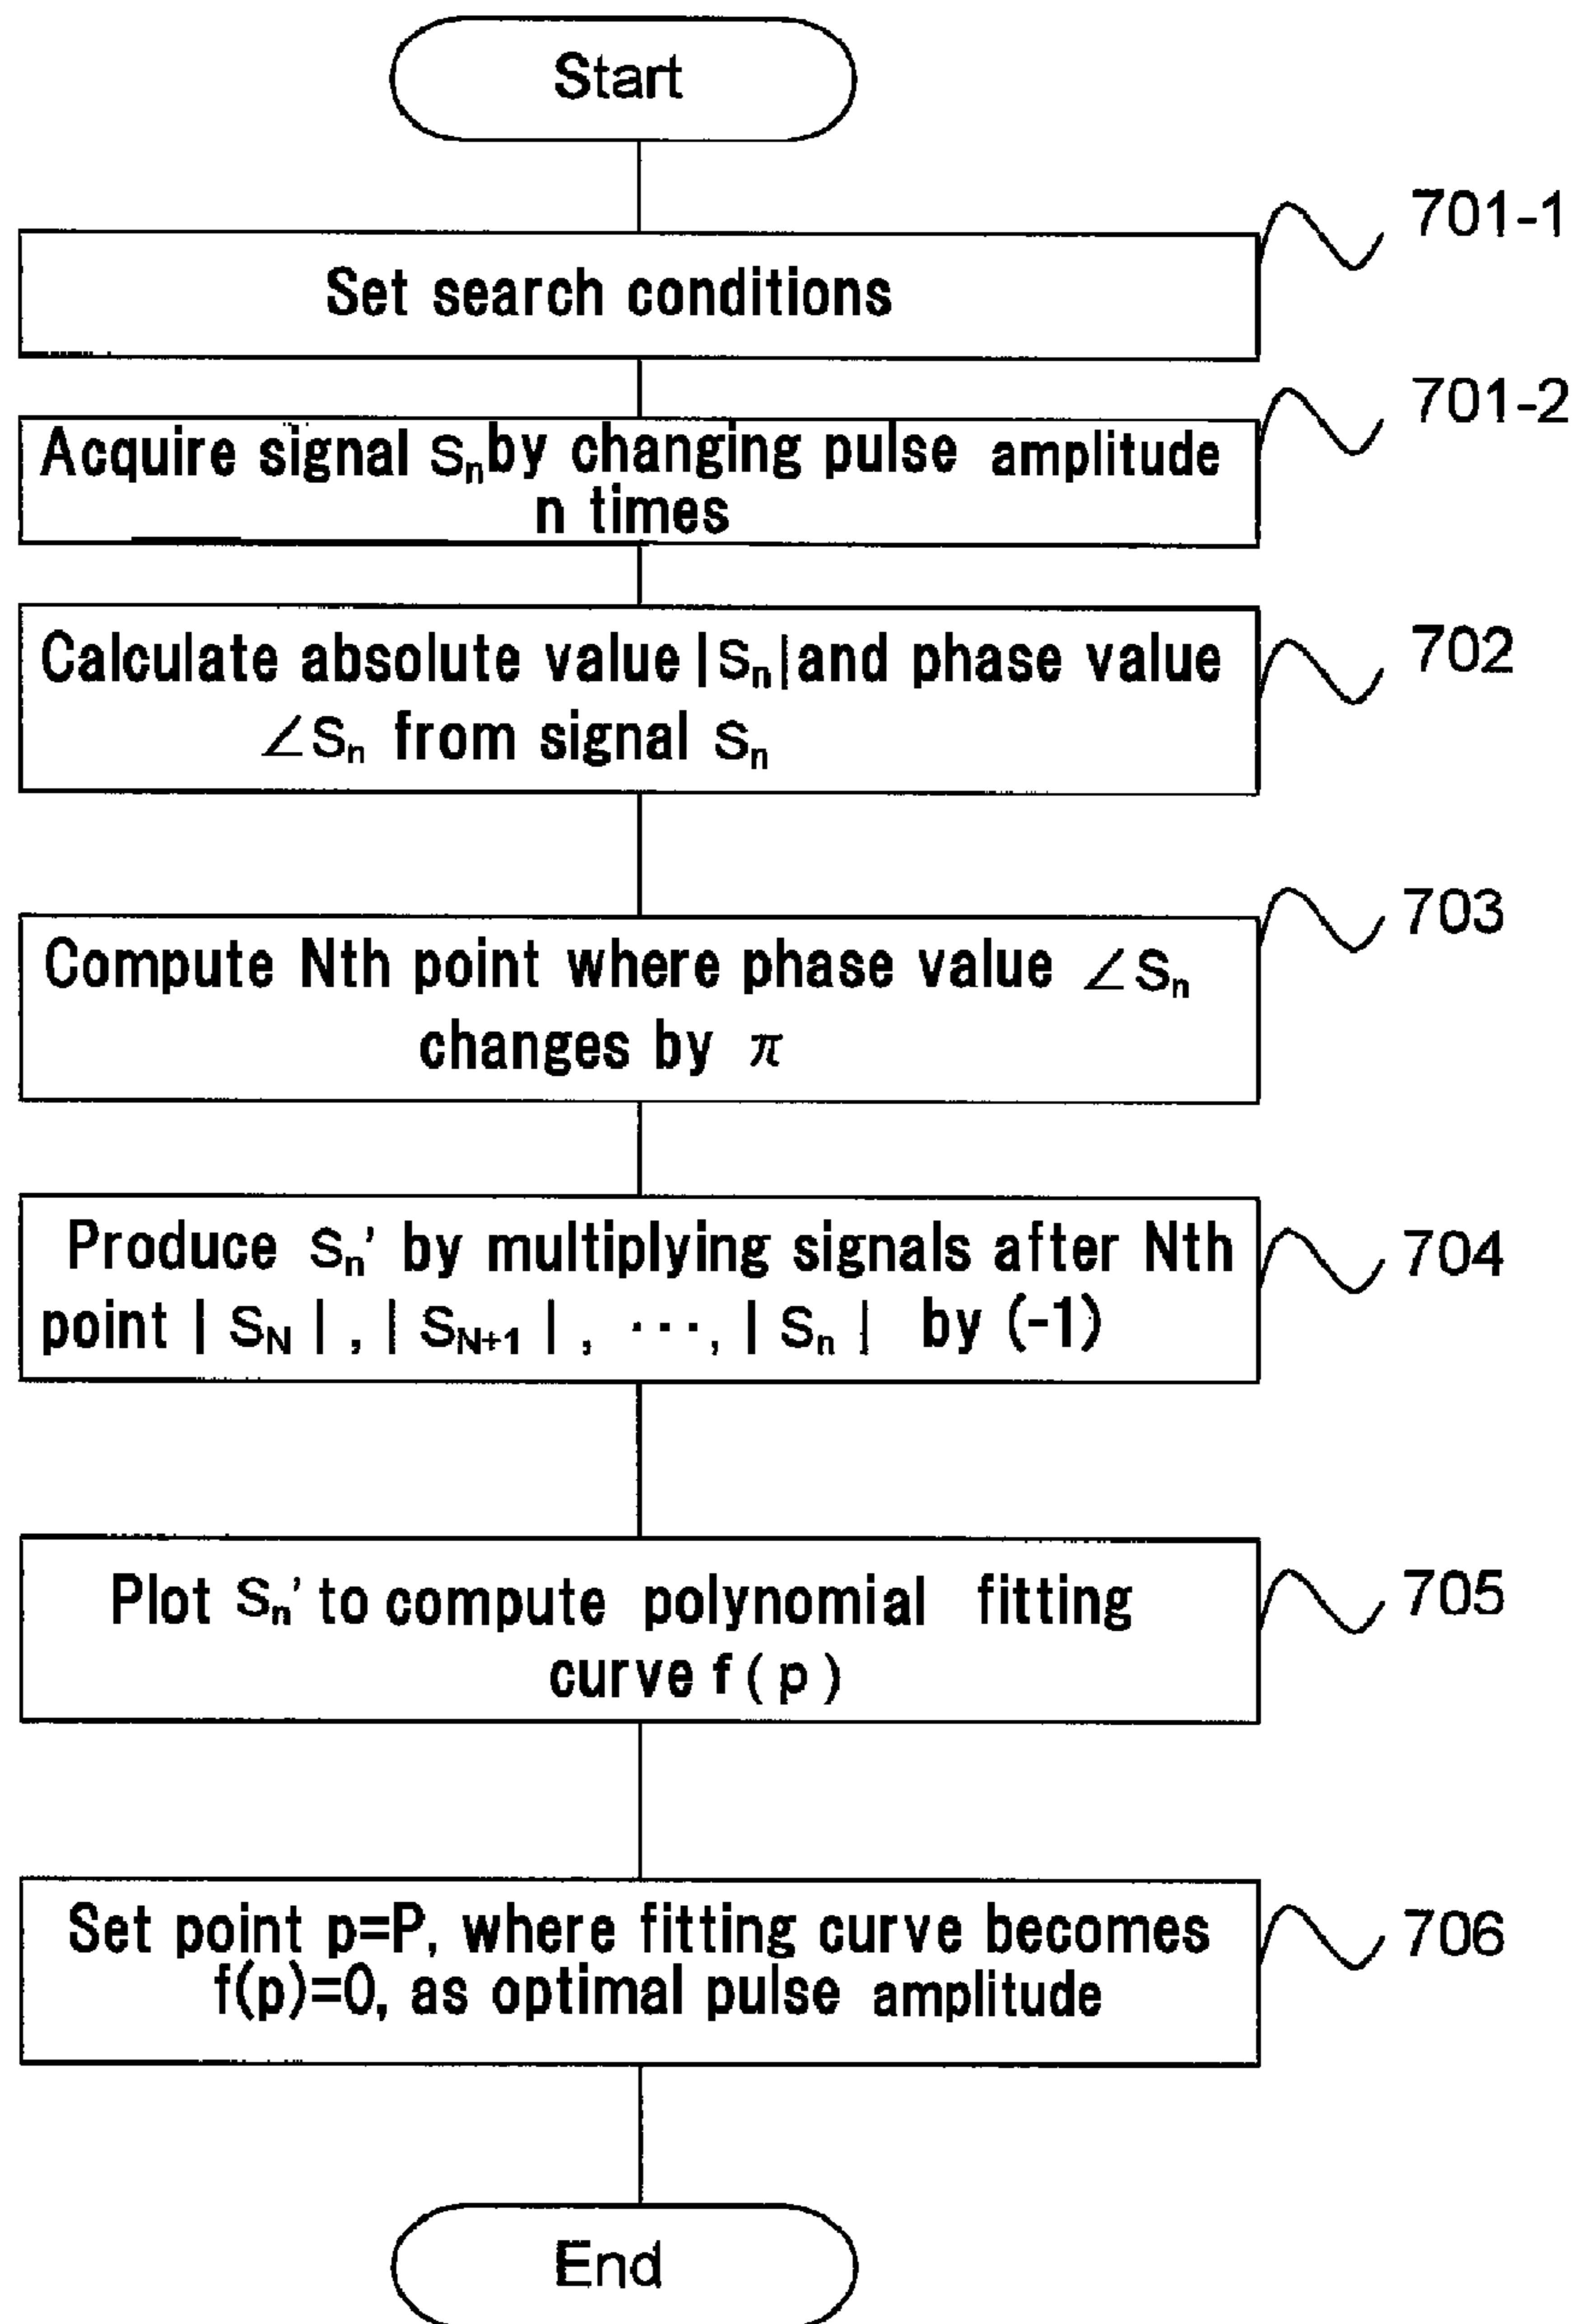 Start
701-1
Set search conditions
701-2
Acquire signal Sₙ by changing pulse amplitude
n times
702
Calculate absolute value |Sₙ| and phase value
∠Sₙ from signal Sₙ
703
Compute Nth point where phase value ∠Sₙ
changes by π
704
Produce Sₙ' by multiplying signals after Nth
point | S_N | , | S_N+1 | , ⋯, | Sₙ | by (-1)
705
Plot Sₙ' to compute polynomial fitting
curve f(p)
706
Set point p=P, where fitting curve becomes
f(p)=0, as optimal pulse amplitude
End